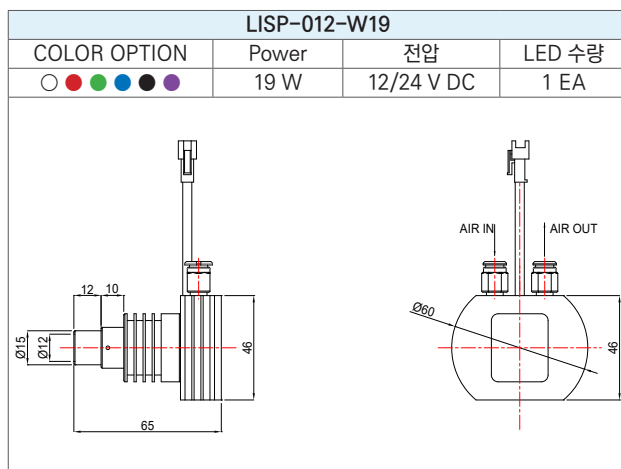 LISP-012-W19
COLOR OPTION Power 전압 LED 수량
19 W 12/24 V DC 1 EA
AIR IN AIR OUT
12 10
Ø60
Ø15 Ø12 46 46
65